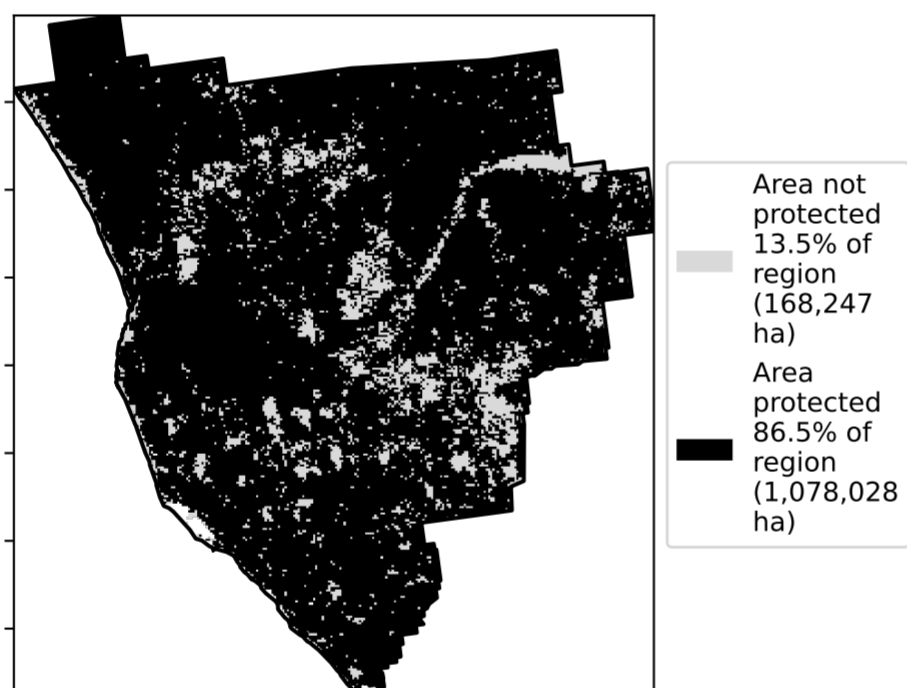 Area not
protected
13.5% of
region
(168,247
ha)
Area
protected
86.5% of
region
(1,078,028
ha)